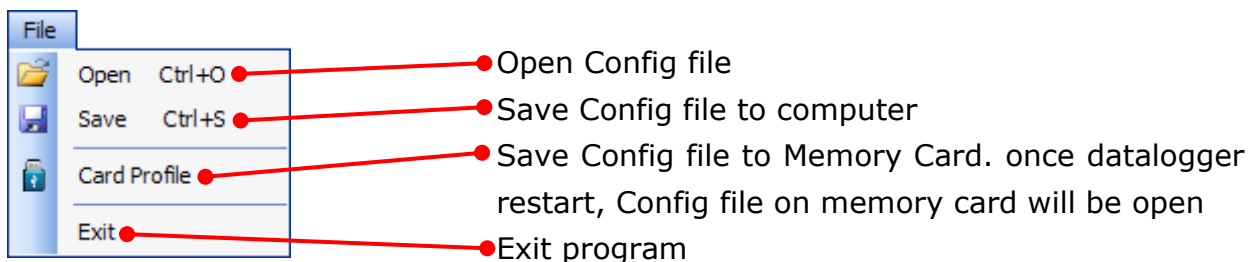 File
Open Ctrl+O
Open Config file
Save Ctrl+S
Save Config file to computer
Card Profile
Save Config file to Memory Card. once datalogger
restart, Config file on memory card will be open
Exit
Exit program